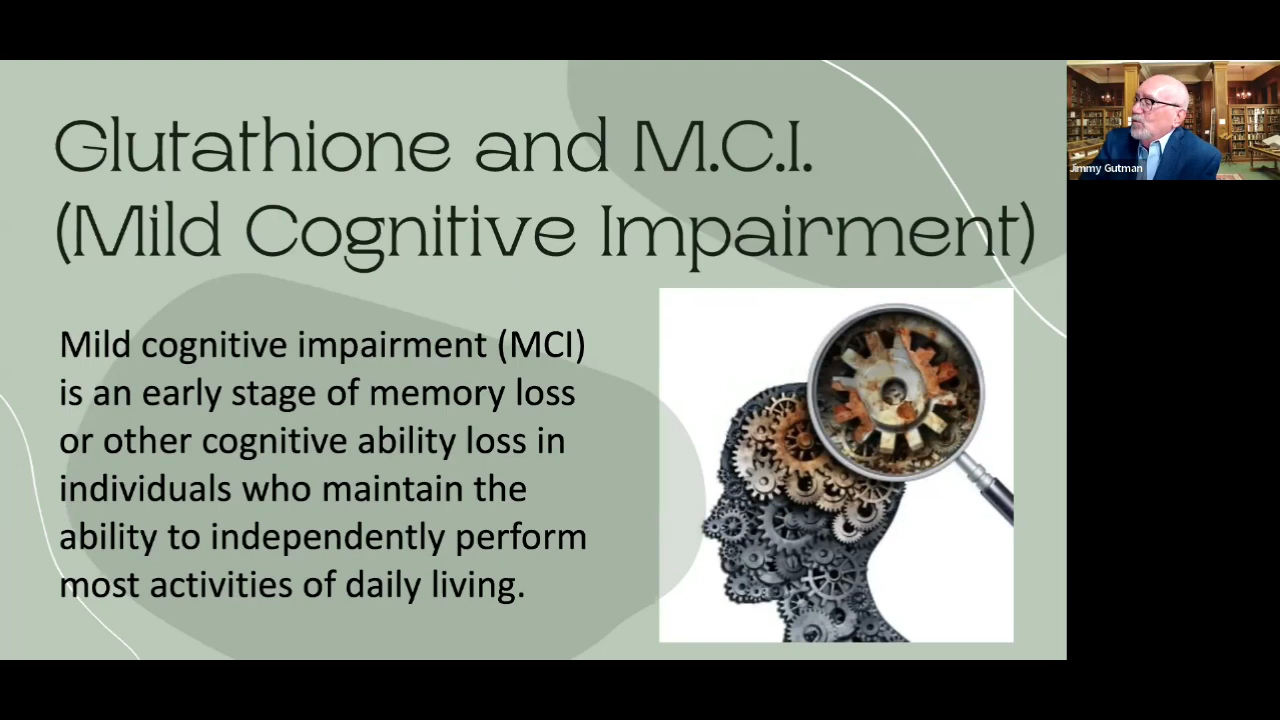 Glutathione and M.C.I.
(Mild Cognitive Impairment)
Mild cognitive impairment (MCI)
is an early stage of memory loss
or other cognitive ability loss in
individuals who maintain the
ability to independently perform
most activities of daily living.
Jimmy Gutman